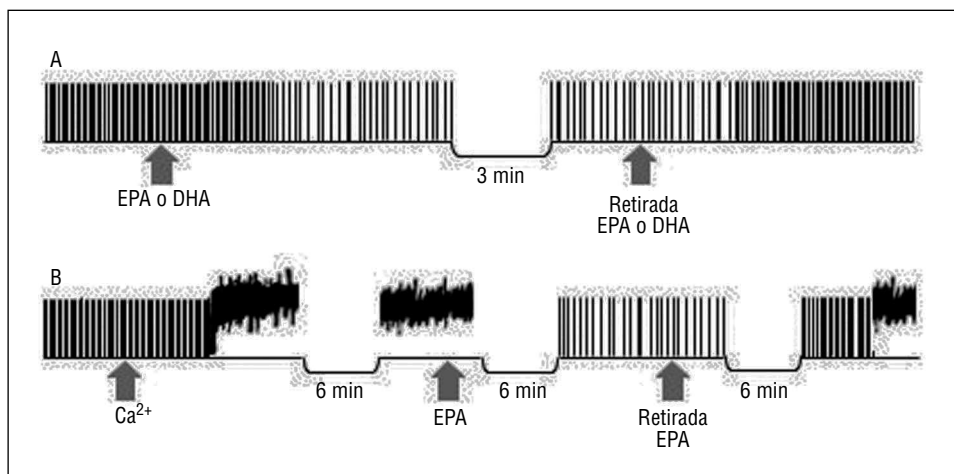 A
EPA o DHA
3 min
Retirada
EPA o DHA
B
Ca²⁺
6 min
EPA
6 min
Retirada
EPA
6 min